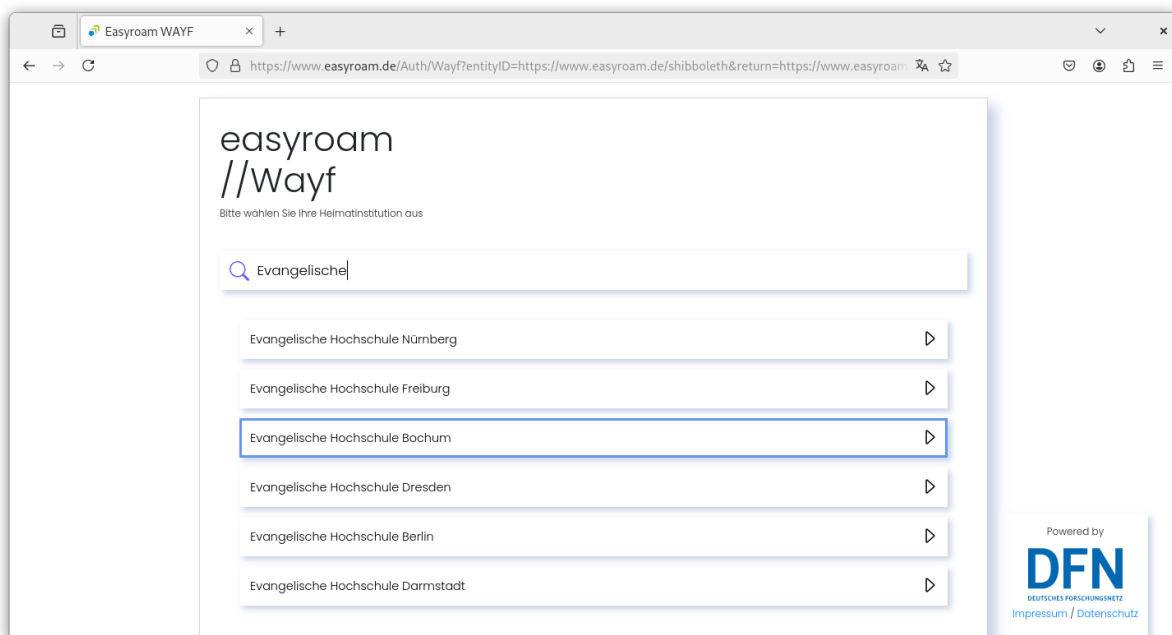 Easyroam WAYF
https://www.easyroam.de/Auth/Wayf?entityID=https://www.easyroam.de/shibboleth&return=https://www.easyroam
easyroam
//Wayf
Bitte wählen Sie Ihre Heimatinstitution aus
Evangelische
Evangelische Hochschule Nürnberg
Evangelische Hochschule Freiburg
Evangelische Hochschule Bochum
Evangelische Hochschule Dresden
Evangelische Hochschule Berlin
Evangelische Hochschule Darmstadt
Powered by
DFN
DEUTSCHES FORSCHUNGSNETZ
Impressum / Datenschutz